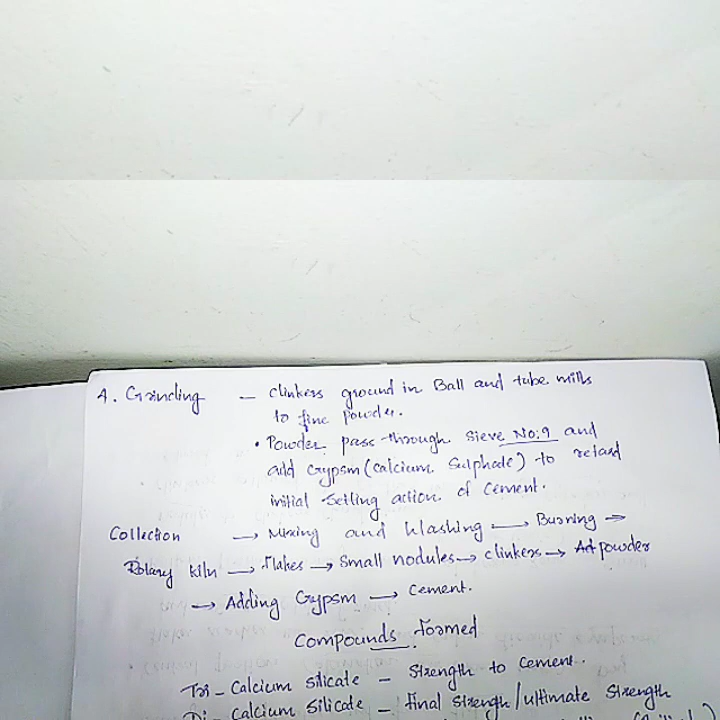 4. Grinding - clinkers ground in Ball and tube mills
to fine powder.
• Powder pass through sieve No:9 and
add Gypsm (calcium Sulphate) to retard
initial Setling action of Cement.
Collection → Mixing and Washing → Burning →
Rotary kiln → flakes → Small nodules → clinkers → powder
→ Adding Gypsm → Cement.
Compounds formed
Tri - Calcium silicate - Strength to Cement.
Di - Calcium Silicate - final strength / ultimate Strength